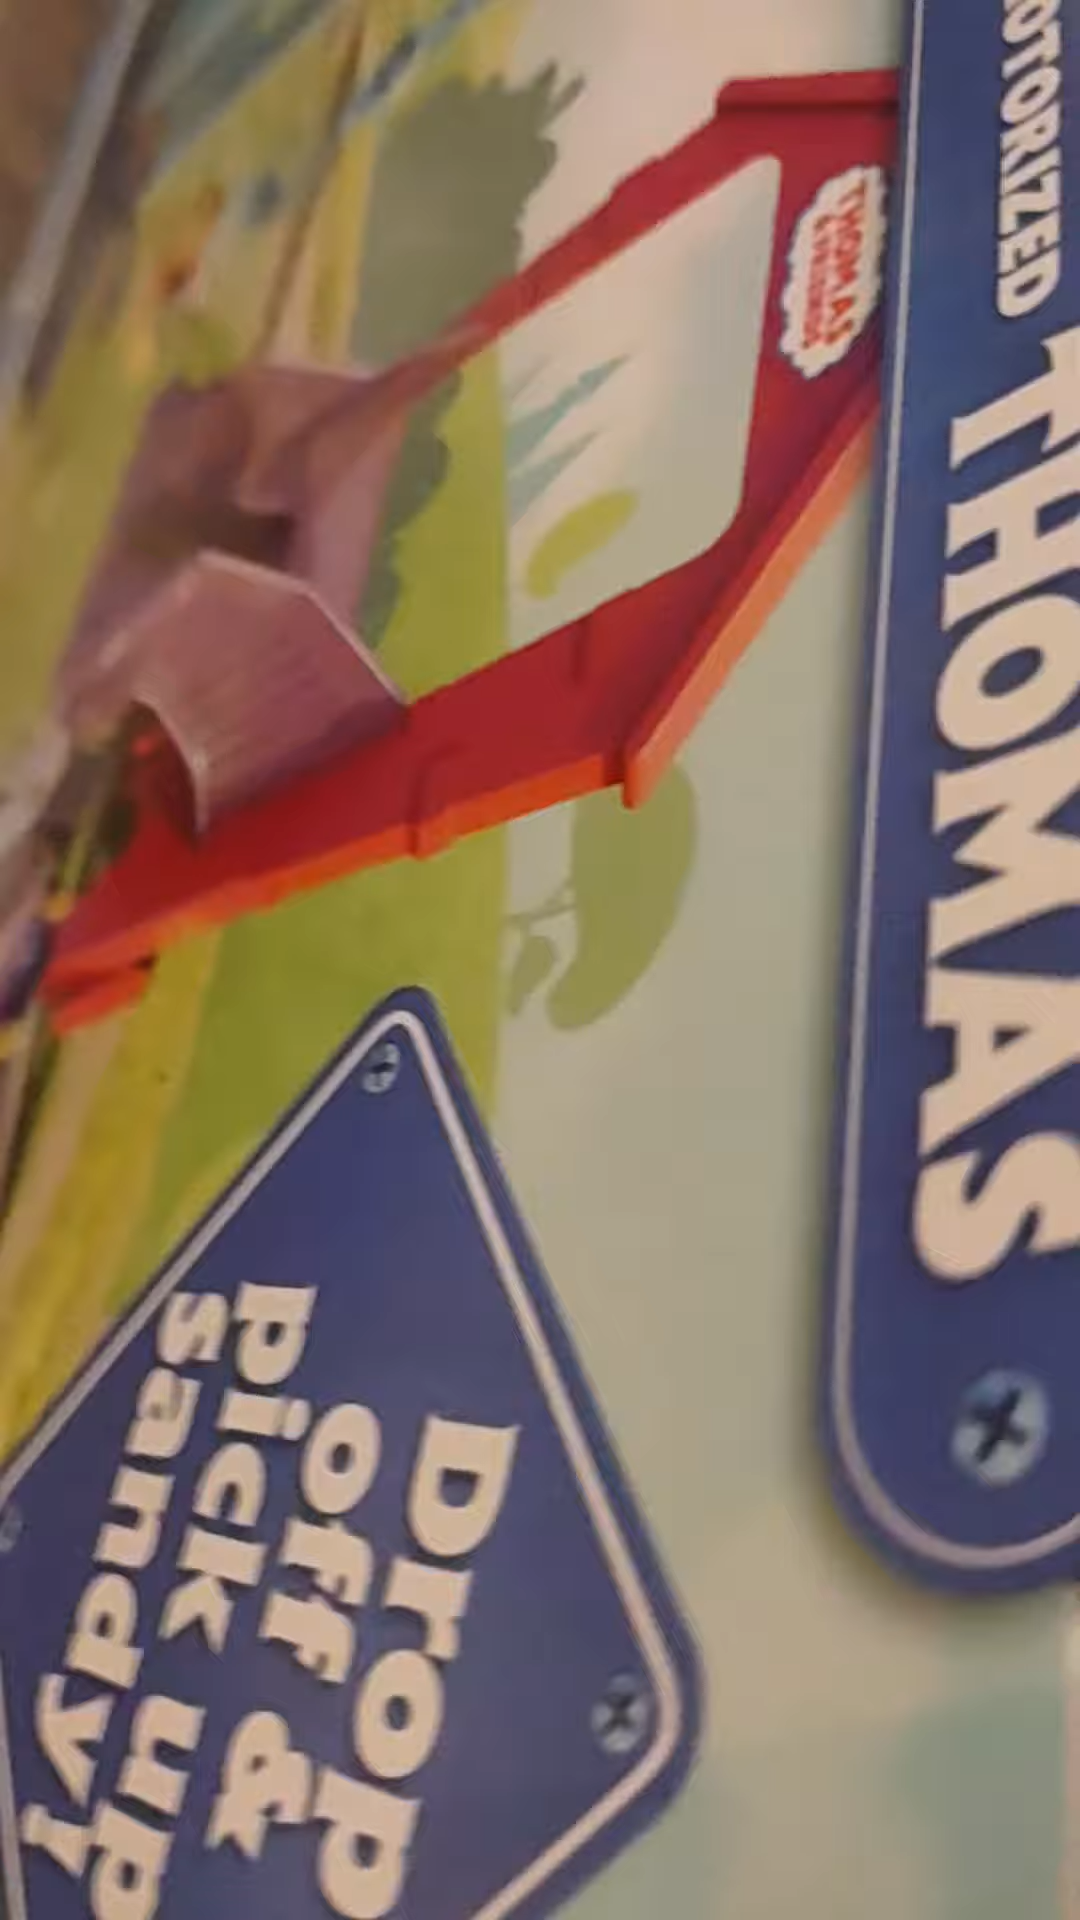 MOTORIZED THOMAS
THOMAS
& FRIENDS
Drop
off &
pick up
sandy